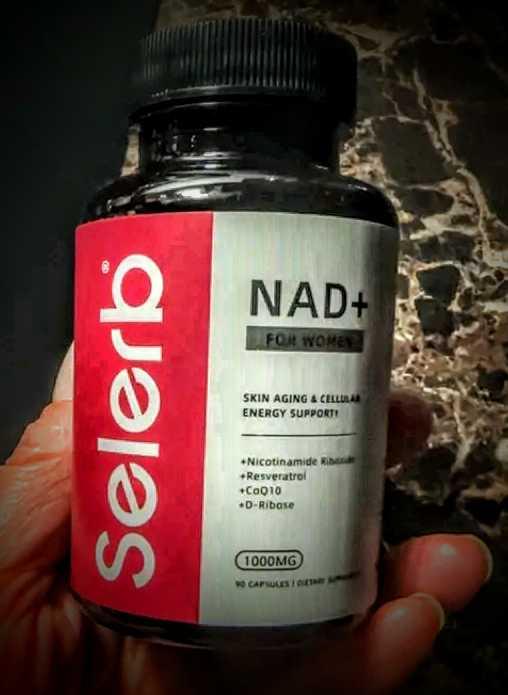 Selerb®
NAD+
FOR WOMEN
SKIN AGING & CELLULAR
ENERGY SUPPORT†
+Nicotinamide Riboside
+Resveratrol
+CoQ10
+D-Ribose
1000MG
90 CAPSULES | DIETARY SUPPLEMENT